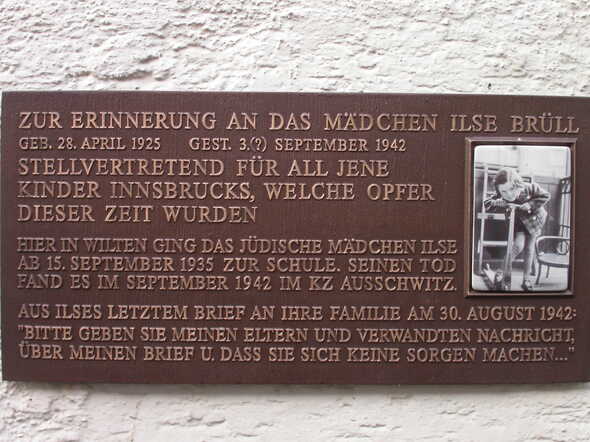 ZUR ERINNERUNG AN DAS MÄDCHEN ILSE BRÜLL
GEB. 28. APRIL 1925 GEST. 3.(?) SEPTEMBER 1942
STELLVERTRETEND FÜR ALL JENE
KINDER INNSBRUCKS, WELCHE OPFER
DIESER ZEIT WURDEN
HIER IN WILTEN GING DAS JÜDISCHE MÄDCHEN ILSE
AB 15. SEPTEMBER 1935 ZUR SCHULE. SEINEN TOD
FAND ES IM SEPTEMBER 1942 IM KZ AUSSCHWITZ.
AUS ILSES LETZTEM BRIEF AN IHRE FAMILIE AM 30. AUGUST 1942:
"BITTE GEBEN SIE MEINEN ELTERN UND VERWANDTEN NACHRICHT,
ÜBER MEINEN BRIEF U. DASS SIE SICH KEINE SORGEN MACHEN..."